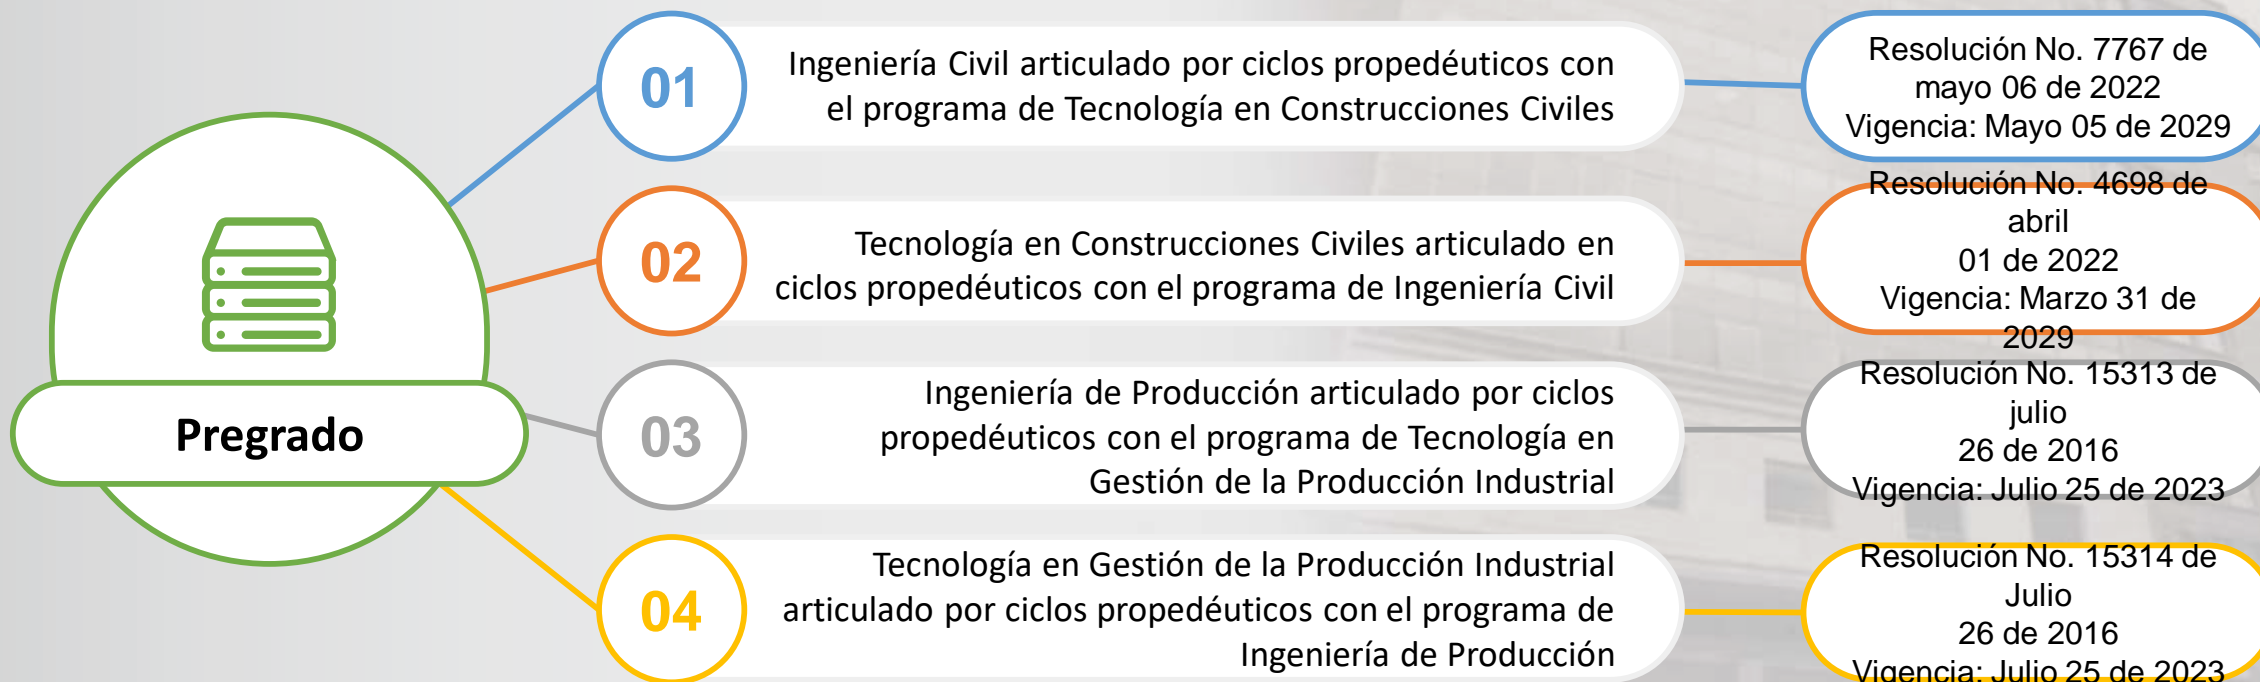 Pregrado
01
Ingeniería Civil articulado por ciclos propedéuticos con
el programa de Tecnología en Construcciones Civiles
Resolución No. 7767 de
mayo 06 de 2022
Vigencia: Mayo 05 de 2029
02
Tecnología en Construcciones Civiles articulado en
ciclos propedéuticos con el programa de Ingeniería Civil
Resolución No. 4698 de
abril
01 de 2022
Vigencia: Marzo 31 de
2029
03
Ingeniería de Producción articulado por ciclos
propedéuticos con el programa de Tecnología en
Gestión de la Producción Industrial
Resolución No. 15313 de
julio
26 de 2016
Vigencia: Julio 25 de 2023
04
Tecnología en Gestión de la Producción Industrial
articulado por ciclos propedéuticos con el programa de
Ingeniería de Producción
Resolución No. 15314 de
Julio
26 de 2016
Vigencia: Julio 25 de 2023